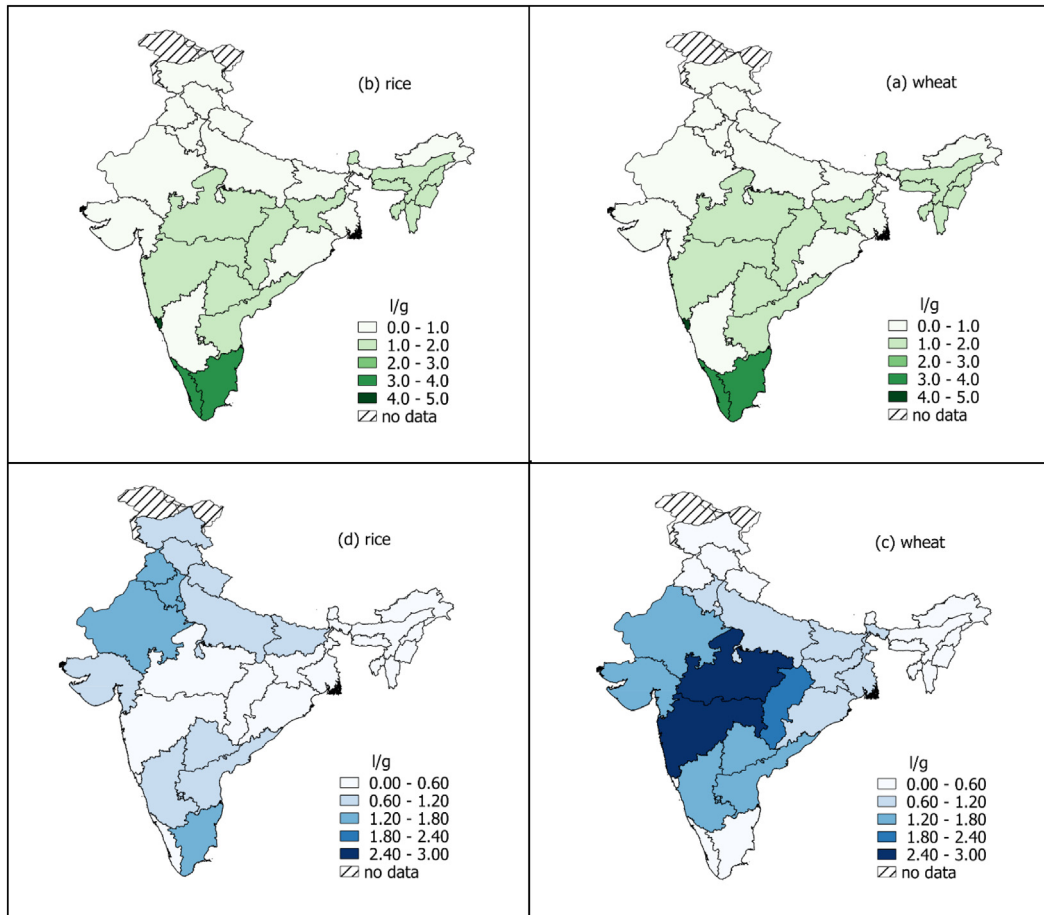 (b) rice
l/g
0.0 - 1.0
1.0 - 2.0
2.0 - 3.0
3.0 - 4.0
4.0 - 5.0
no data
(a) wheat
l/g
0.0 - 1.0
1.0 - 2.0
2.0 - 3.0
3.0 - 4.0
4.0 - 5.0
no data
(d) rice
l/g
0.00 - 0.60
0.60 - 1.20
1.20 - 1.80
1.80 - 2.40
2.40 - 3.00
no data
(c) wheat
l/g
0.00 - 0.60
0.60 - 1.20
1.20 - 1.80
1.80 - 2.40
2.40 - 3.00
no data